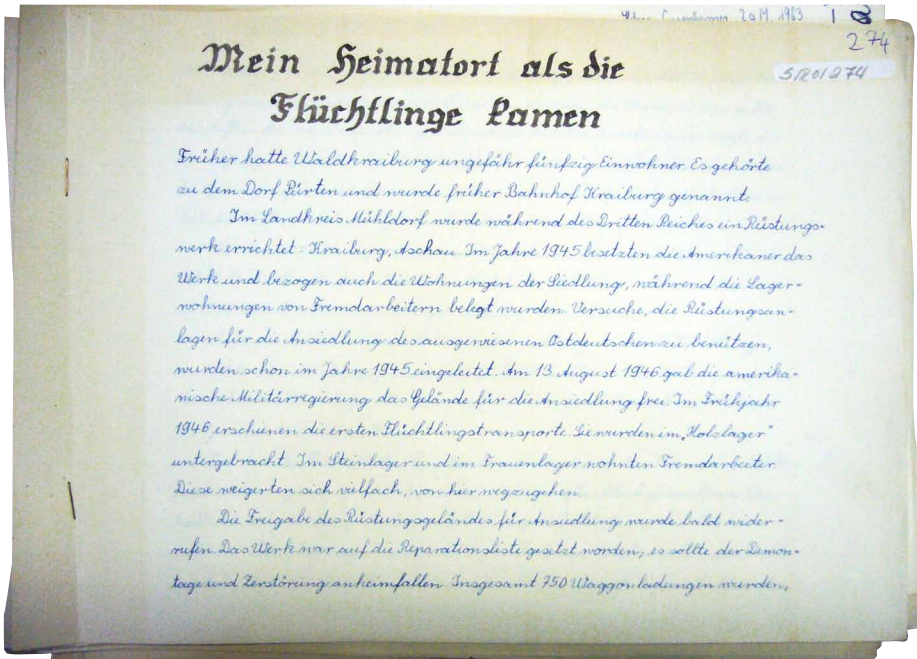 2aM. 1963 I 2
274
S/20/274
Mein Heimatort als die
Flüchtlinge kamen
Früher hatte Waldkraiburg ungefähr fünfzig Einwohner. Es gehörte
zu dem Dorf Pürten und wurde früher Bahnhof Kraiburg genannt.
Im Landkreis Mühldorf wurde während des Dritten Reiches ein Rüstungs-
werk errichtet: Kraiburg, Aschau. Im Jahre 1945 besetzten die Amerikaner das
Werk und bezogen auch die Wohnungen der Siedlung, während die Lager-
wohnungen von Fremdarbeitern belegt wurden. Versuche, die Rüstungsan-
lagen für die Ansiedlung des ausgewiesenen Ostdeutschen zu benützen,
wurden schon im Jahre 1945 eingeleitet. Am 13. August 1946 gab die amerika-
nische Militärregierung das Gelände für die Ansiedlung frei. Im Frühjahr
1946 erschienen die ersten Flüchtlingstransporte. Sie wurden im „Holzlager"
untergebracht. Im Steinlager und im Frauenlager wohnten Fremdarbeiter.
Diese weigerten sich vielfach, von hier wegzugehen.
Die Freigabe des Rüstungsgeländes für Ansiedlung wurde bald wider-
rufen. Das Werk war auf die Reparationsliste gesetzt worden, es sollte der Demon-
tage und Zerstörung anheimfallen. Insgesamt 750 Waggonladungen wurden,